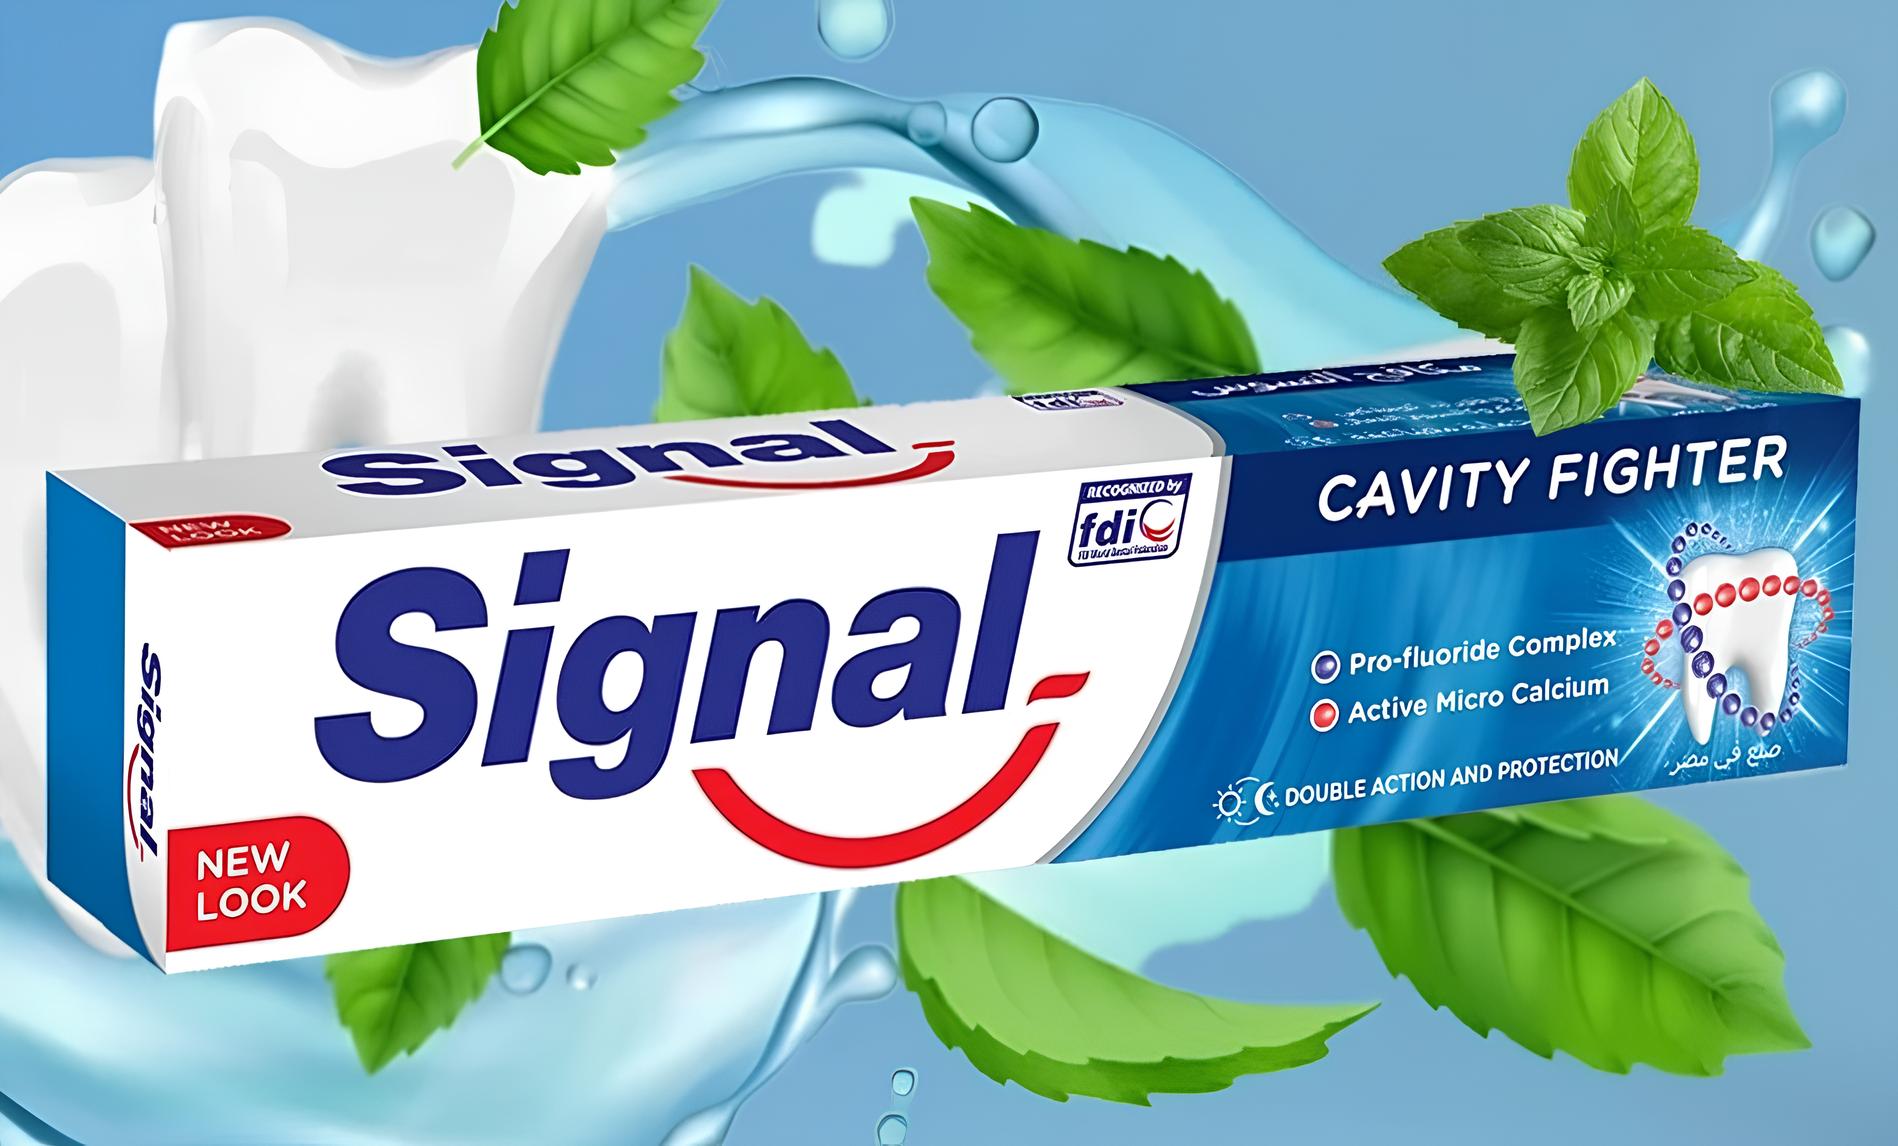 Signal
NEW
LOOK
Signal
RECOGNIZED by
fdi
CAVITY FIGHTER
Pro-fluoride Complex
Active Micro Calcium
DOUBLE ACTION AND PROTECTION
صنع في مصر
Signal
NEW
LOOK